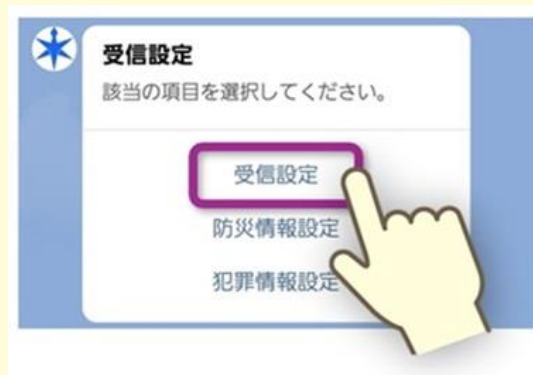 受信設定
該当の項目を選択してください。
受信設定
防災情報設定
犯罪情報設定